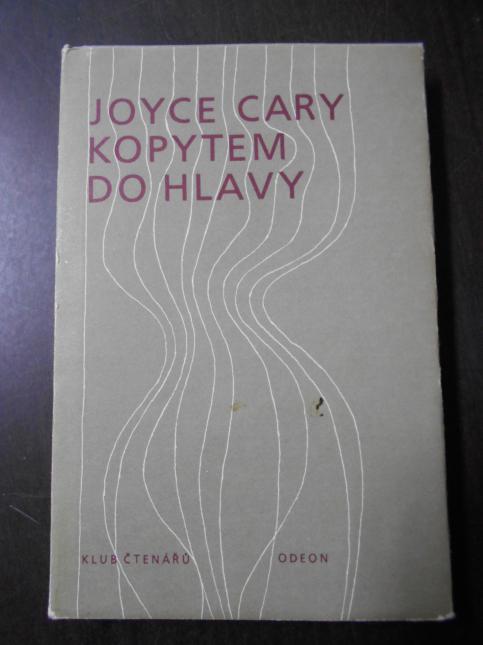 JOYCE CARY
KOPYTEM
DO HLAVY
KLUB ČTENÁŘŮ ODEON